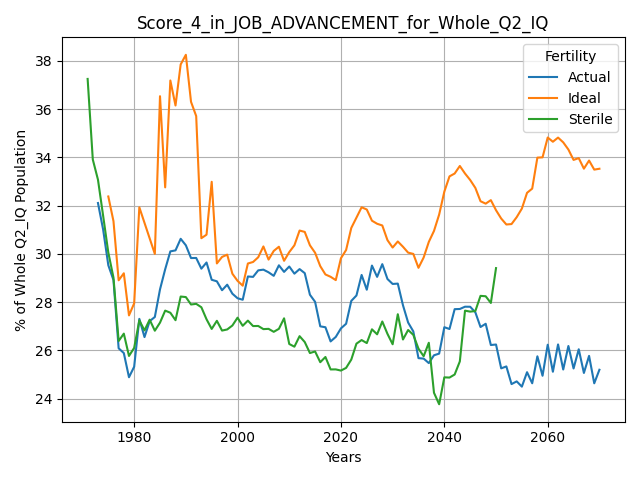 Score_4_in_JOB_ADVANCEMENT_for_Whole_Q2_IQ
Fertility
Actual
Ideal
Sterile
% of Whole Q2_IQ Population
38
36
34
32
30
28
26
24
1980
2000
2020
2040
2060
Years